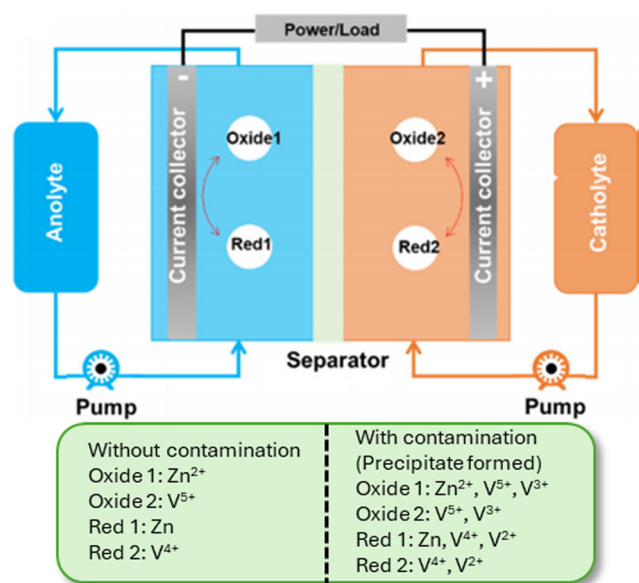 Power/Load
-
+
Oxide1
Oxide2
Anolyte
Current collector
Current collector
Catholyte
Red1
Red2
Separator
Pump
Pump
Without contamination
Oxide 1: Zn²⁺
Oxide 2: V⁵⁺
Red 1: Zn
Red 2: V⁴⁺
With contamination
(Precipitate formed)
Oxide 1: Zn²⁺, V⁵⁺, V³⁺
Oxide 2: V⁵⁺, V³⁺
Red 1: Zn, V⁴⁺, V²⁺
Red 2: V⁴⁺, V²⁺